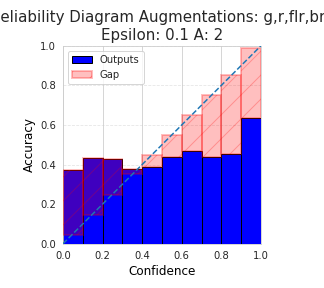 eliability Diagram Augmentations: g,r,flr,br
Epsilon: 0.1 A: 2
1.0
0.8
0.6
0.4
0.2
0.0
Accuracy
Outputs
Gap
0.0 0.2 0.4 0.6 0.8 1.0
Confidence